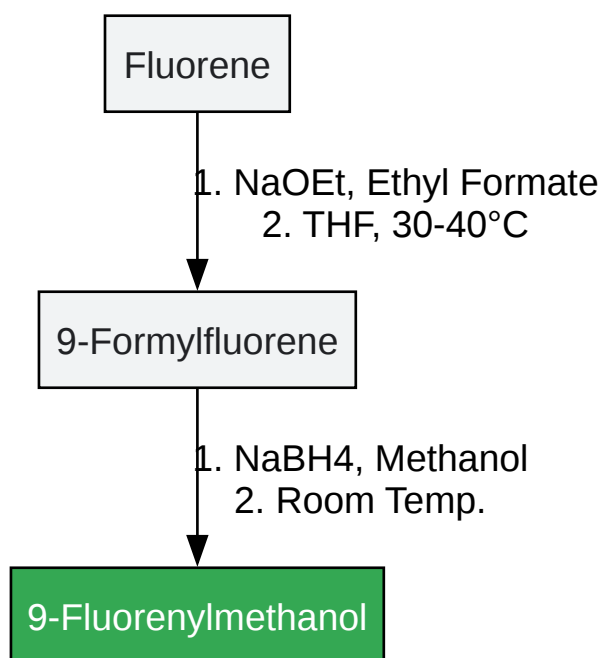 Fluorene
1. NaOEt, Ethyl Formate
2. THF, 30-40°C
9-Formylfluorene
1. NaBH4, Methanol
2. Room Temp.
9-Fluorenylmethanol